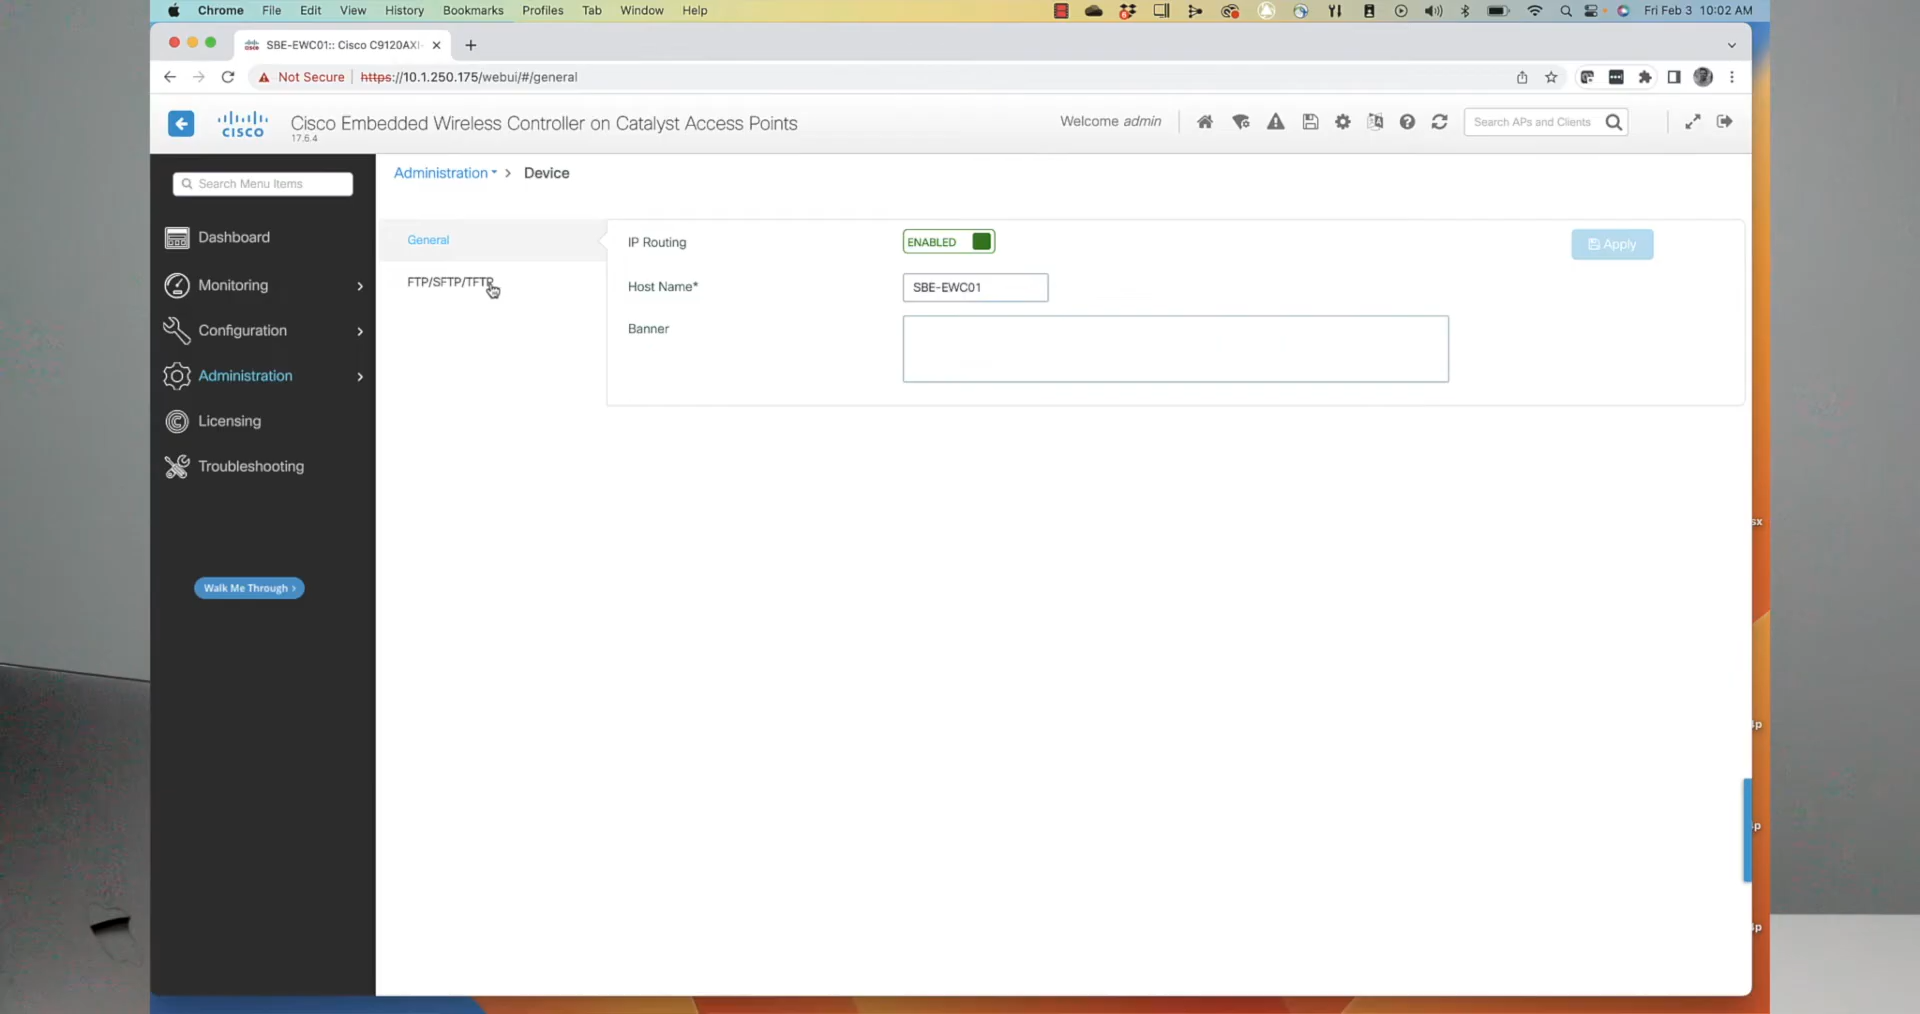 Chrome File Edit View History Bookmarks Profiles Tab Window Help Fri Feb 3 10:02 AM
SBE-EWC01:: Cisco C9120AXI
Not Secure https://10.1.250.175/webui/#/general
CISCO
Cisco Embedded Wireless Controller on Catalyst Access Points
17.6.4
Welcome admin
Search APs and Clients
Search Menu Items
Dashboard
Monitoring
Configuration
Administration
Licensing
Troubleshooting
Walk Me Through >
Administration > Device
General
FTP/SFTP/TFTP
IP Routing ENABLED
Apply
Host Name* SBE-EWC01
Banner
sx
4p
4p